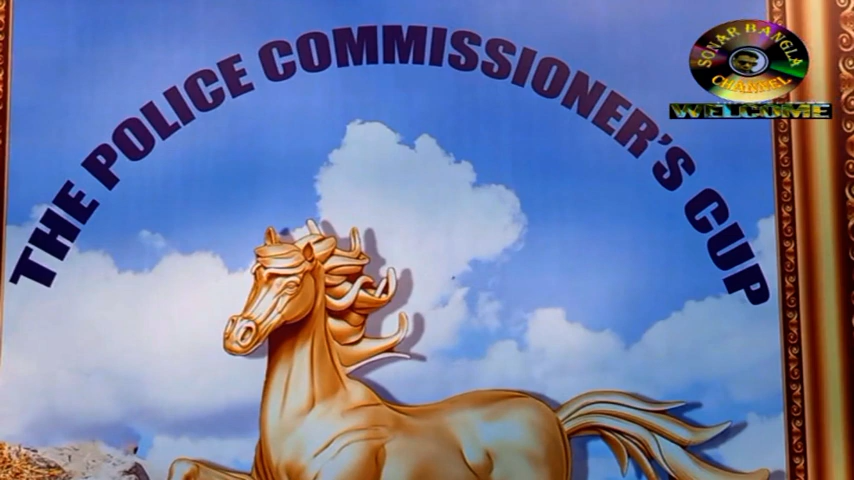 THE POLICE COMMISSIONER'S CUP
SONAR BANGLA
CHANNEL
WELCOME